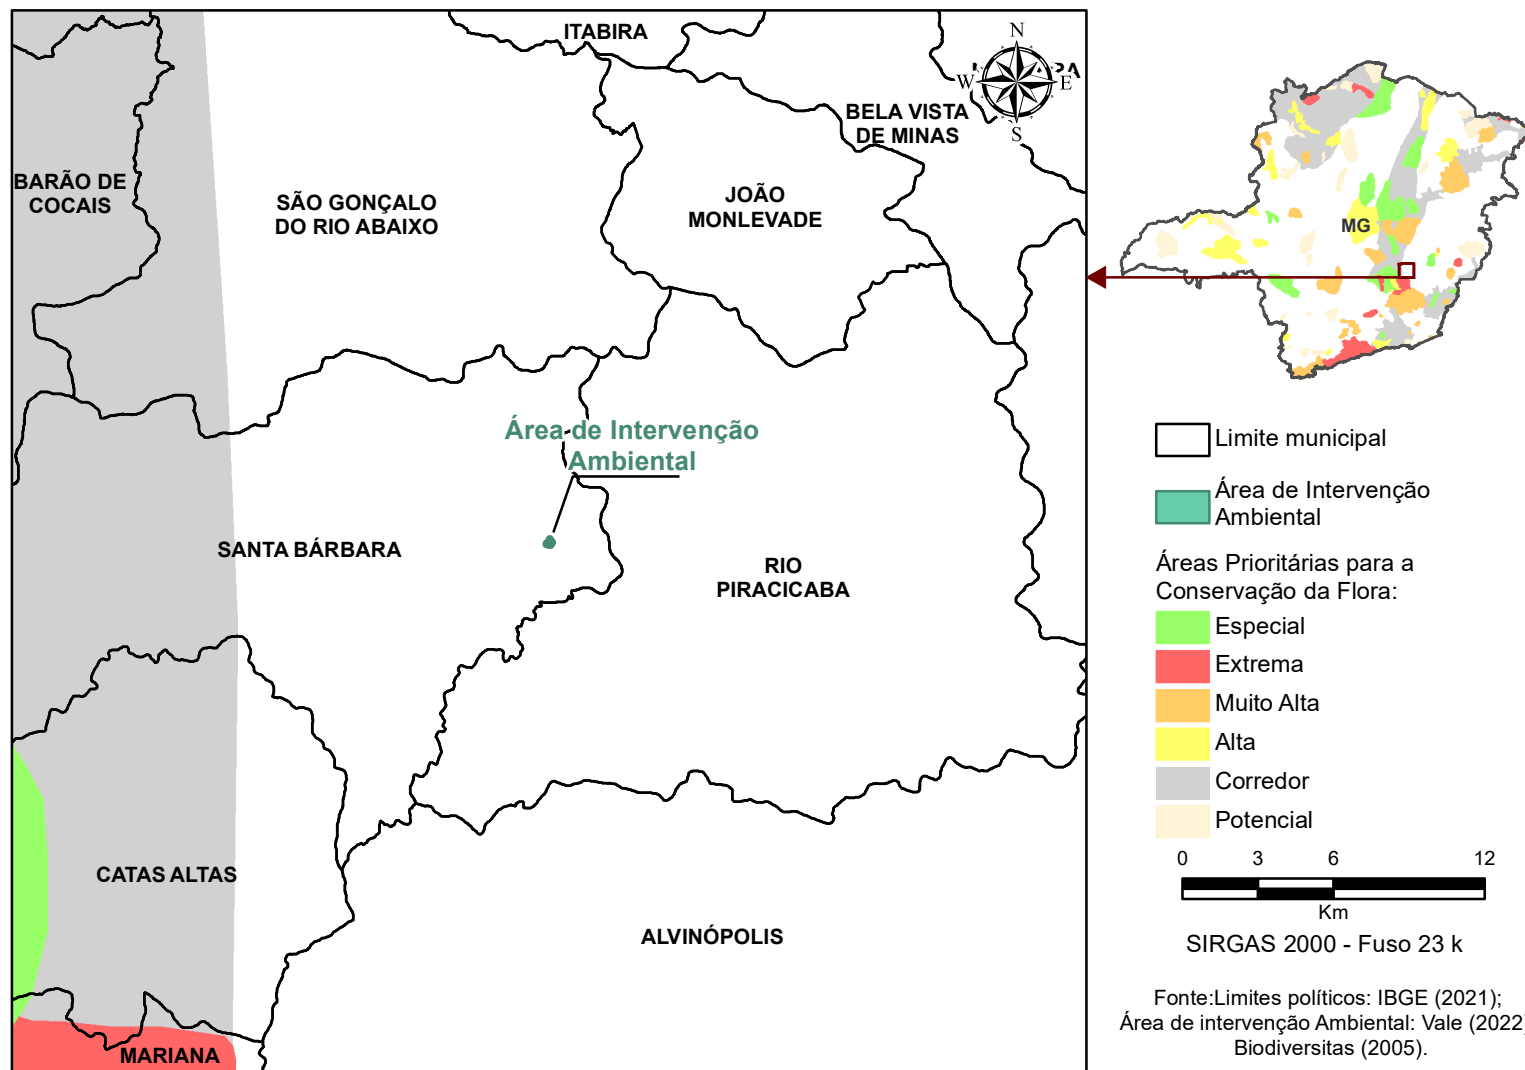 ITABIRA
N
W
E
S
BELA VISTA
DE MINAS
BARÃO DE
COCAIS
SÃO GONÇALO
DO RIO ABAIXO
JOÃO
MONLEVADE
MG
Área de Intervenção
Ambiental
SANTA BÁRBARA
RIO
PIRACICABA
CATAS ALTAS
ALVINÓPOLIS
MARIANA
Limite municipal
Área de Intervenção
Ambiental
Áreas Prioritárias para a
Conservação da Flora:
Especial
Extrema
Muito Alta
Alta
Corredor
Potencial
0 3 6 12
Km
SIRGAS 2000 - Fuso 23 k
Fonte:Limites políticos: IBGE (2021);
Área de intervenção Ambiental: Vale (2022)
Biodiversitas (2005).